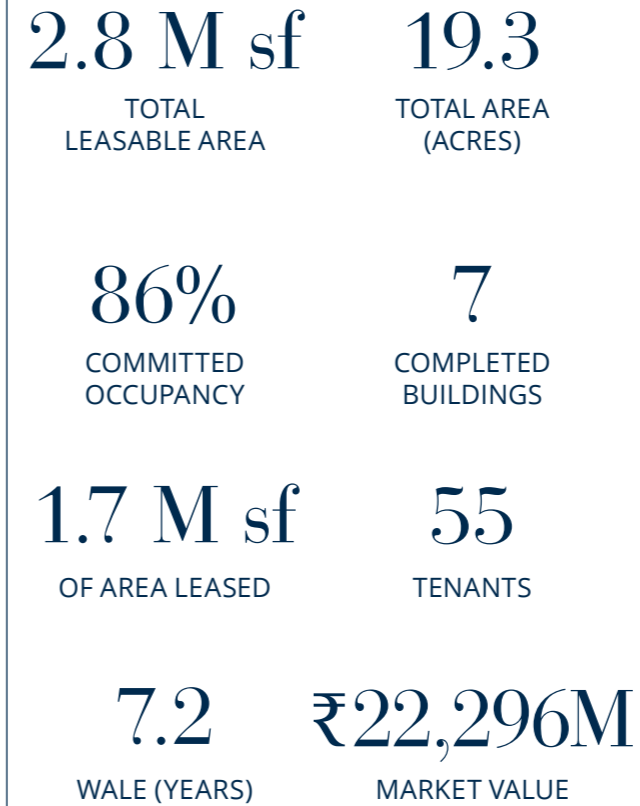 2.8 M sf
TOTAL
LEASABLE AREA
19.3
TOTAL AREA
(ACRES)
86%
COMMITTED
OCCUPANCY
7
COMPLETED
BUILDINGS
1.7 M sf
OF AREA LEASED
55
TENANTS
7.2
WALE (YEARS)
₹22,296M
MARKET VALUE